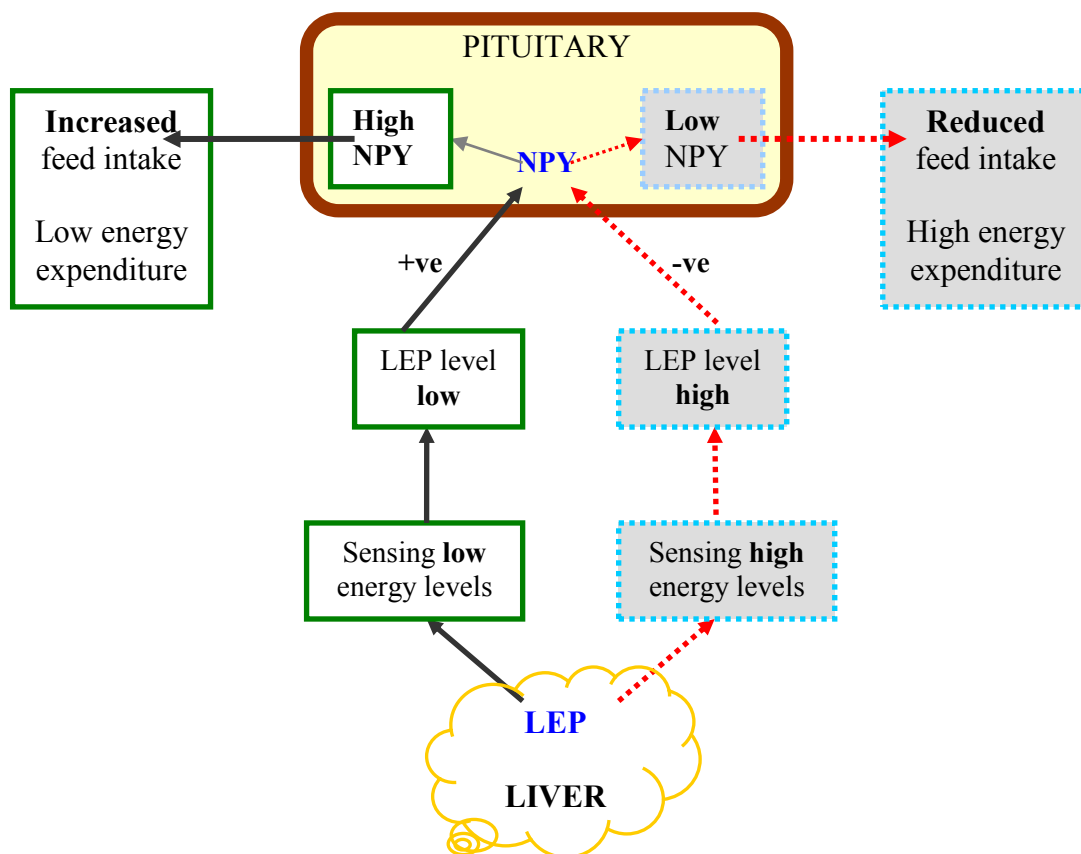 PITUITARY
Increased
feed intake
Low energy
expenditure
High
NPY
NPY
Low
NPY
Reduced
feed intake
High energy
expenditure
+ve
-ve
LEP level
low
LEP level
high
Sensing low
energy levels
Sensing high
energy levels
LEP
LIVER